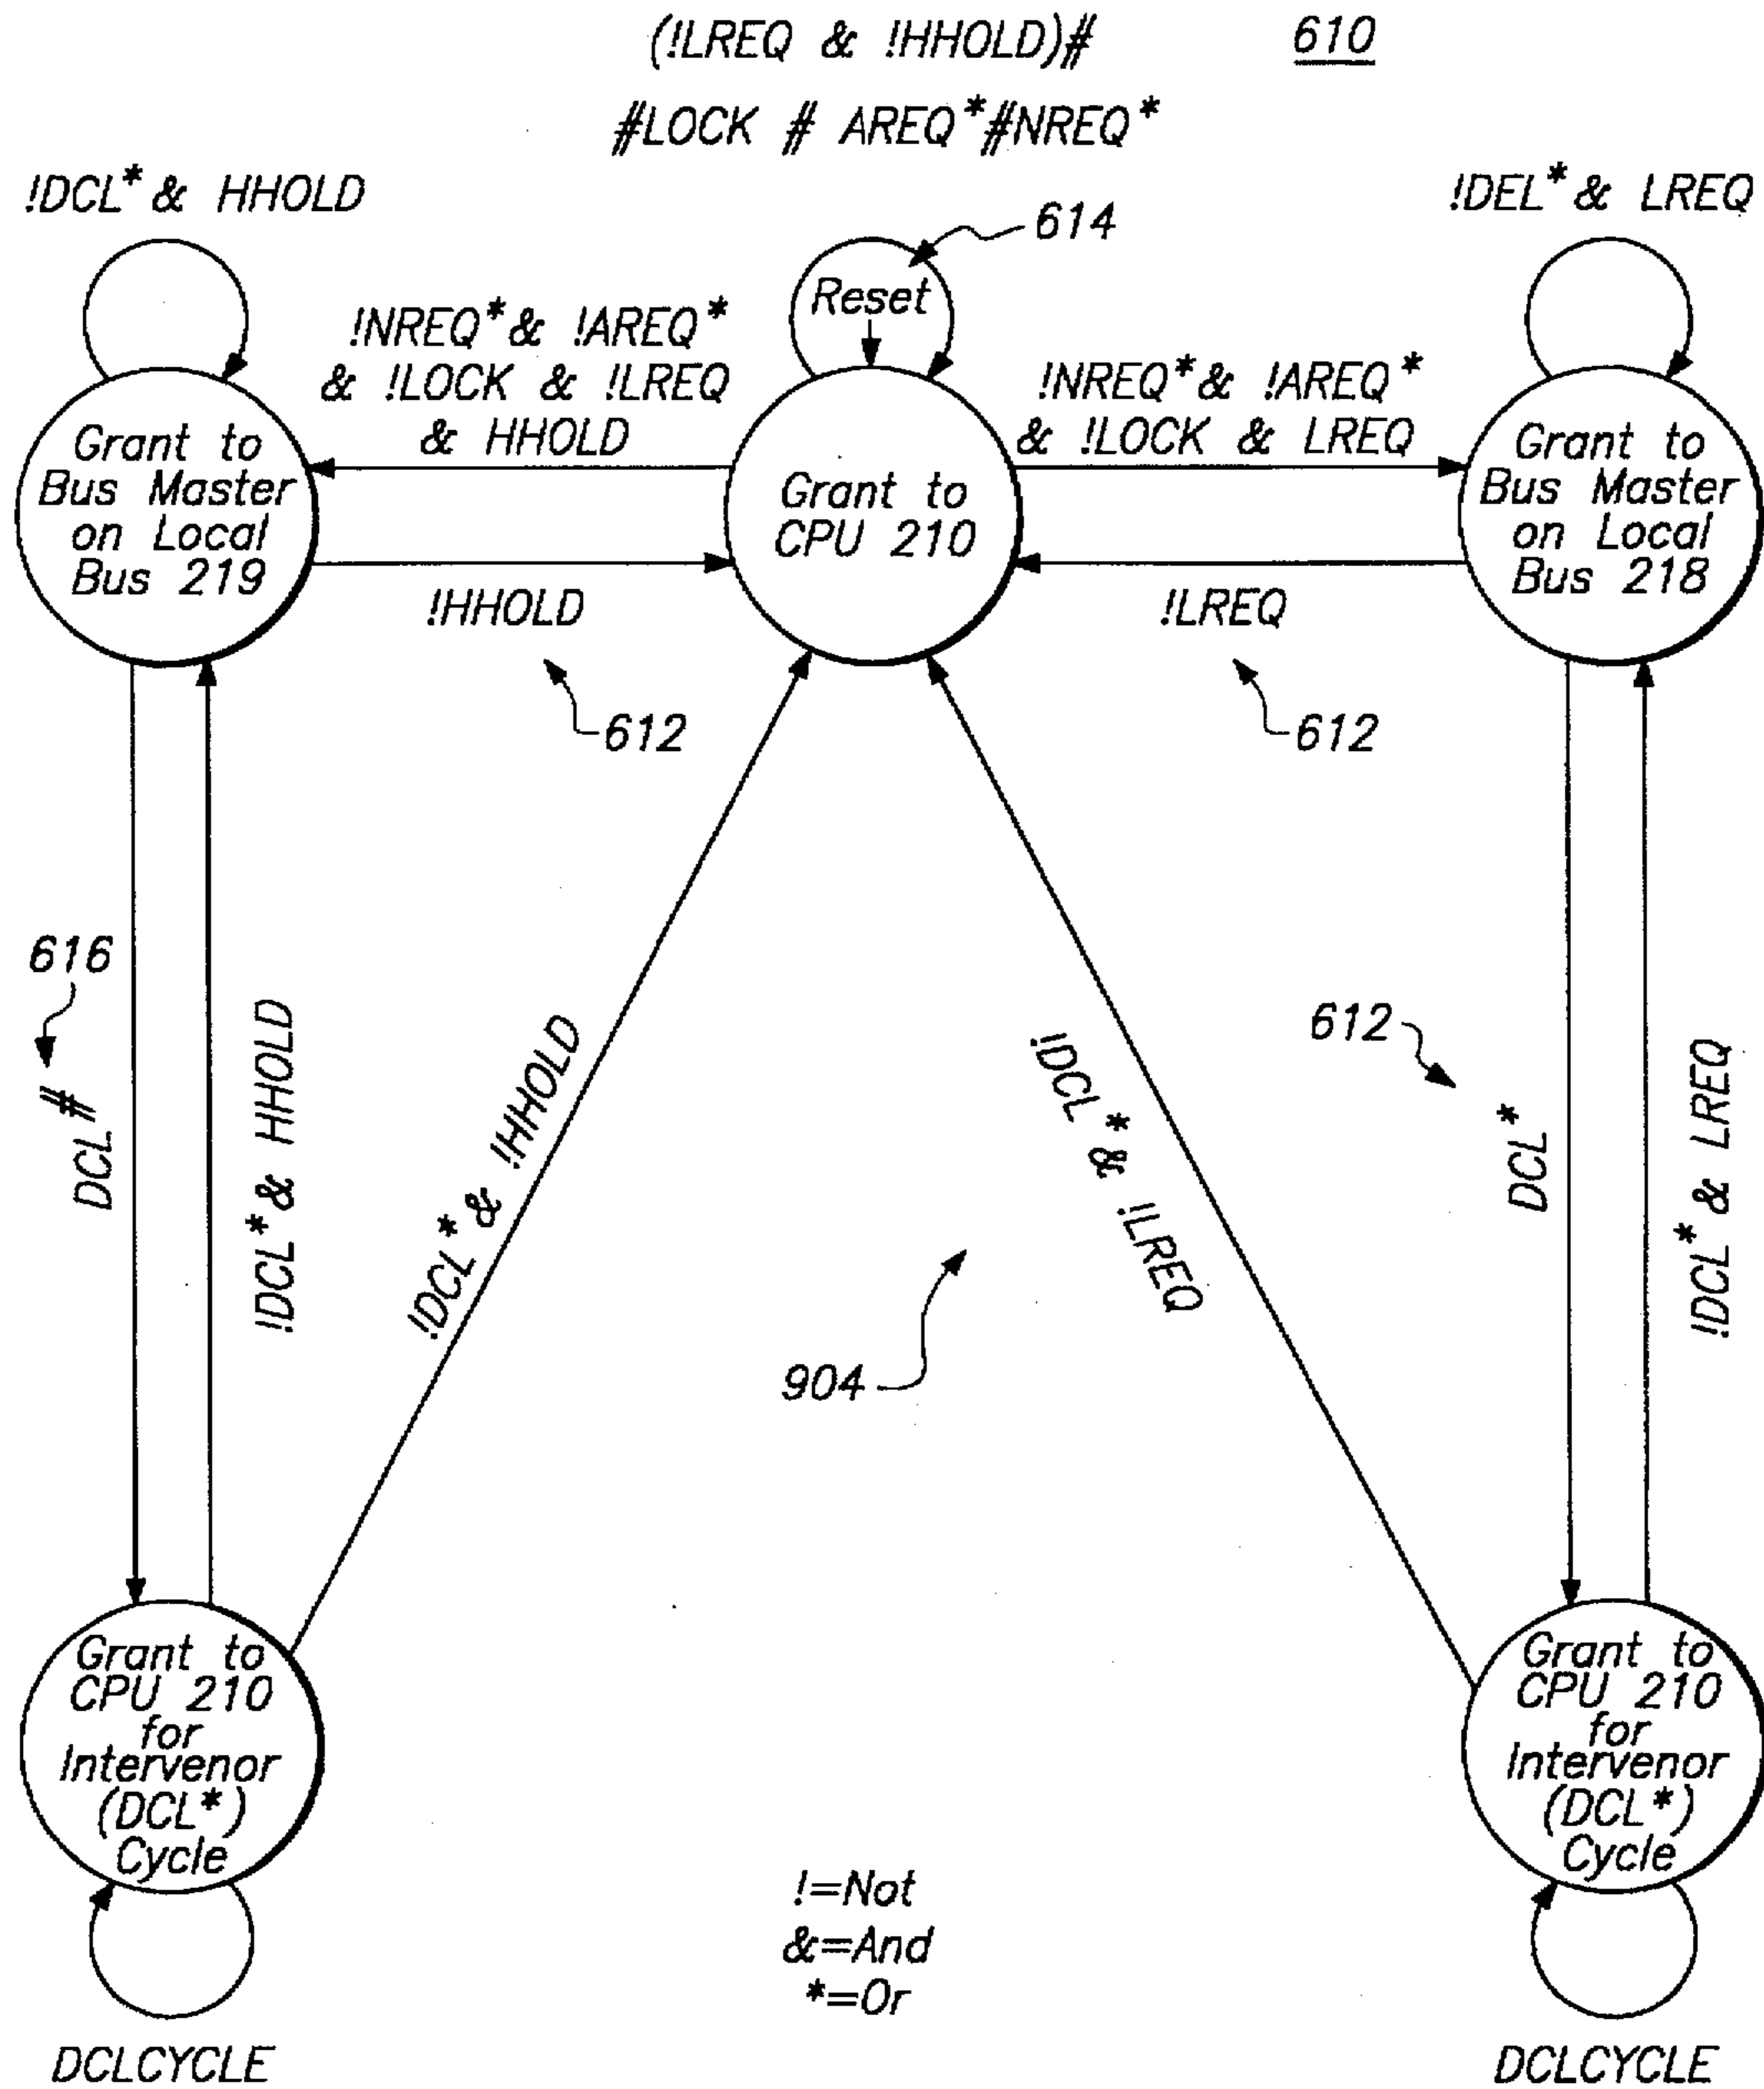 (!LREQ & !HHOLD)#
610
#LOCK # AREQ*#NREQ*
!DCL* & HHOLD
!DEL* & LREQ
614
Reset
!NREQ* & !AREQ*
& !LOCK & !LREQ
& HHOLD
!NREQ* & !AREQ*
& !LOCK & LREQ
Grant to
Bus Master
on Local
Bus 219
Grant to
CPU 210
Grant to
Bus Master
on Local
Bus 218
!HHOLD
!LREQ
612
612
616
DCL#
!DCL* & HHOLD
!DCL* & !HHOLD
!DCL* & !LREQ
612
DCL*
!DCL* & LREQ
904
Grant to
CPU 210
for
Intervenor
(DCL*)
Cycle
Grant to
CPU 210
for
Intervenor
(DCL*)
Cycle
!=Not
&=And
*=Or
DCLCYCLE
DCLCYCLE